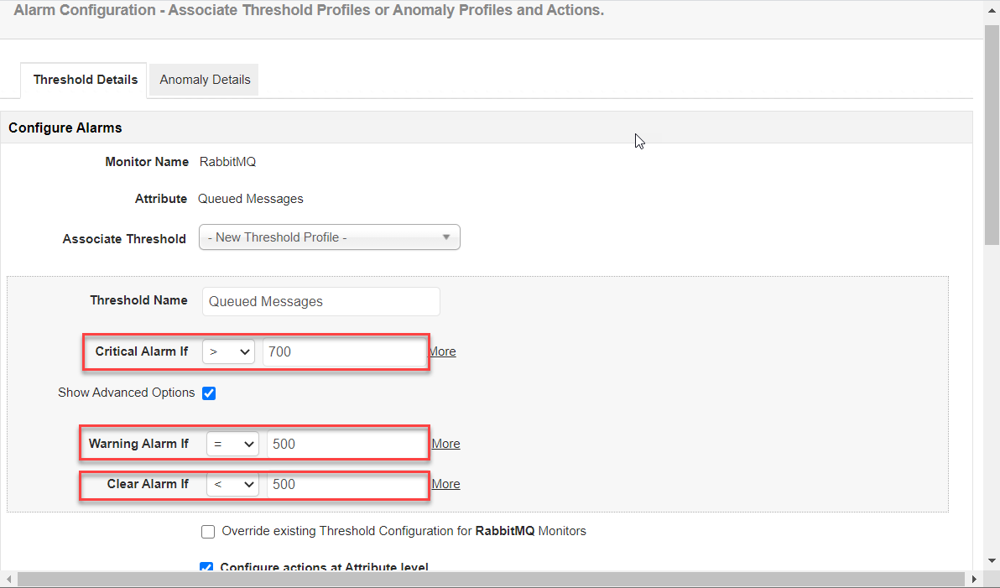 Alarm Configuration - Associate Threshold Profiles or Anomaly Profiles and Actions.
Threshold Details Anomaly Details
Configure Alarms
Monitor Name RabbitMQ
Attribute Queued Messages
Associate Threshold - New Threshold Profile -
Threshold Name Queued Messages
Critical Alarm If > 700 More
Show Advanced Options
Warning Alarm If = 500 More
Clear Alarm If < 500 More
Override existing Threshold Configuration for RabbitMQ Monitors
Configure actions at Attribute level